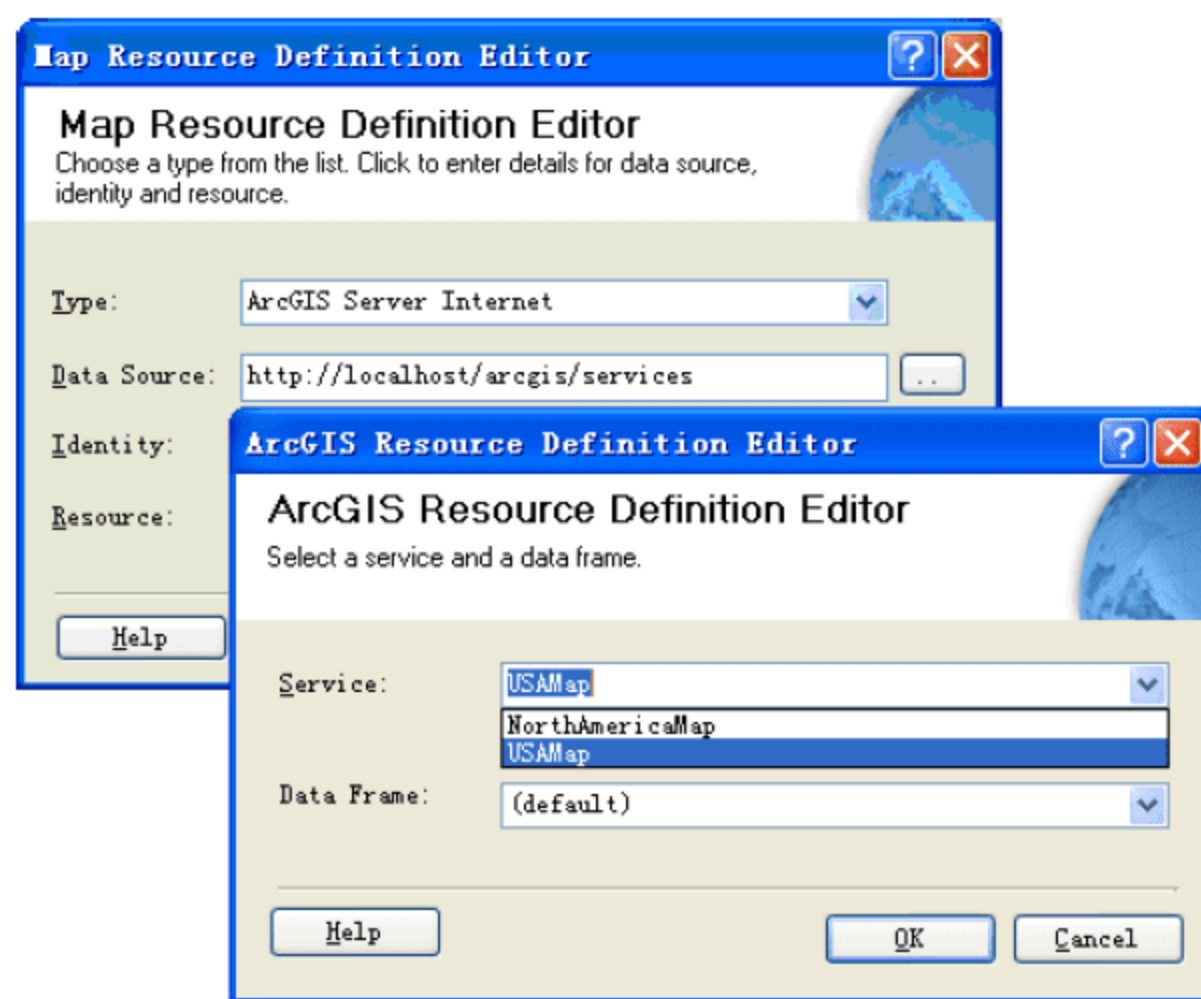 Map Resource Definition Editor
Map Resource Definition Editor
Choose a type from the list. Click to enter details for data source,
identity and resource.
Type: ArcGIS Server Internet
Data Source: http://localhost/arcgis/services ..
Identity:
Resource:
Help
ArcGIS Resource Definition Editor
ArcGIS Resource Definition Editor
Select a service and a data frame.
Service: USAMap
NorthAmericaMap
USAMap
Data Frame: (default)
Help OK Cancel